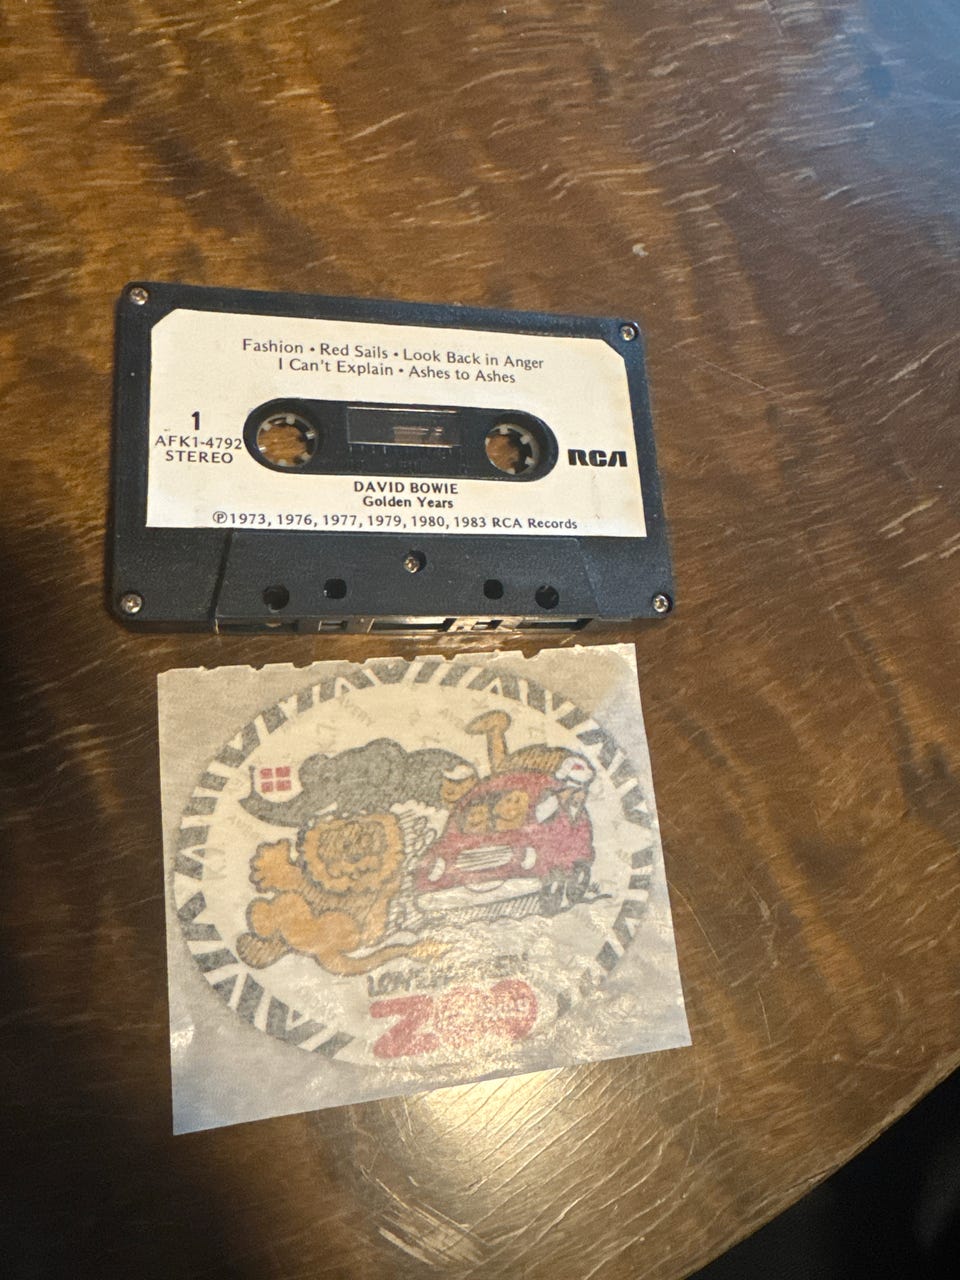 Fashion • Red Sails • Look Back in Anger
I Can't Explain • Ashes to Ashes
1
AFK1-4792
STEREO
RCA
DAVID BOWIE
Golden Years
℗1973, 1976, 1977, 1979, 1980, 1983 RCA Records
AVERY